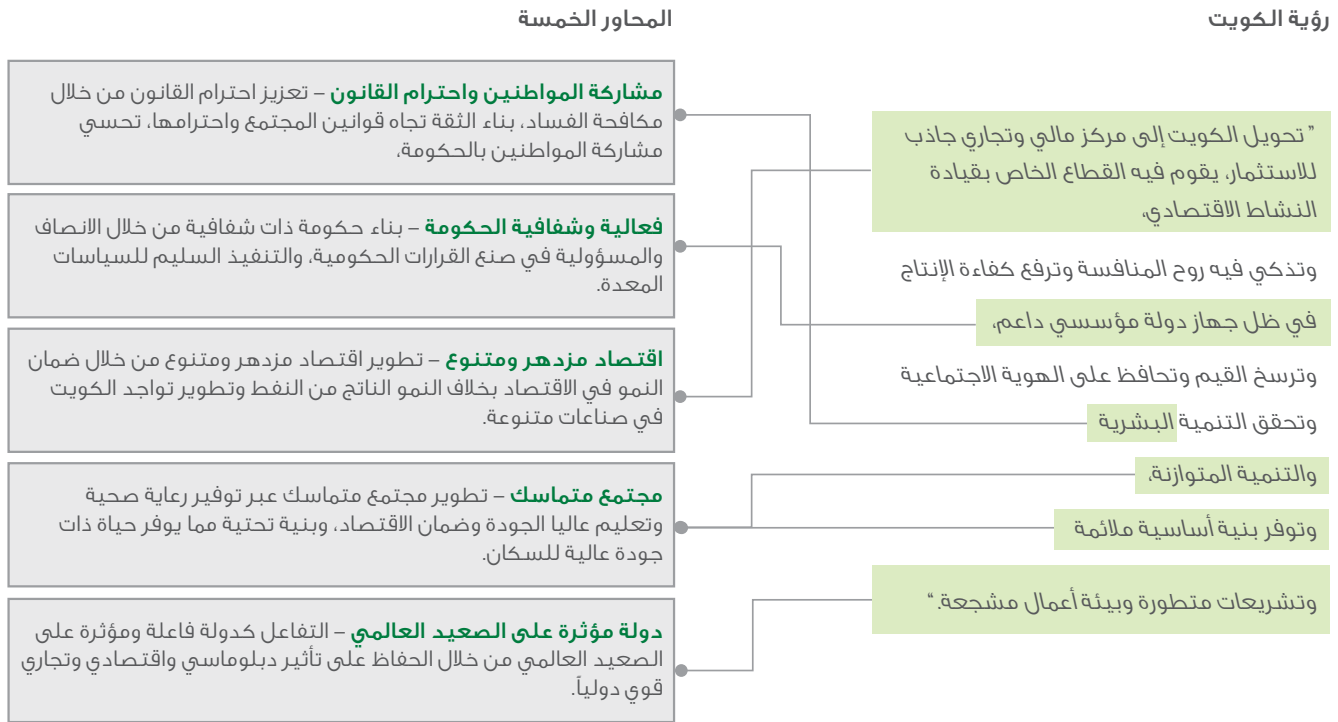 رؤية الكويت
" تحويل الكويت إلى مركز مالي وتجاري جاذب
للاستثمار، يقوم فيه القطاع الخاص بقيادة
النشاط الاقتصادي،
وتذكي فيه روح المنافسة وترفع كفاءة الإنتاج
في ظل جهاز دولة مؤسسي داعم،
وترسخ القيم وتحافظ على الهوية الاجتماعية
وتحقق التنمية البشرية
والتنمية المتوازنة،
وتوفر بنية أساسية ملائمة
وتشريعات متطورة وبيئة أعمال مشجعة."
المحاور الخمسة
مشاركة المواطنين واحترام القانون – تعزيز احترام القانون من خلال
مكافحة الفساد، بناء الثقة تجاه قوانين المجتمع واحترامها، تحسي
مشاركة المواطنين بالحكومة،
فعالية وشفافية الحكومة – بناء حكومة ذات شفافية من خلال الانصاف
والمسؤولية في صنع القرارات الحكومية، والتنفيذ السليم للسياسات
المعدة.
اقتصاد مزدهر ومتنوع – تطوير اقتصاد مزدهر ومتنوع من خلال ضمان
النمو في الاقتصاد بخلاف النمو الناتج من النفط وتطوير تواجد الكويت
في صناعات متنوعة.
مجتمع متماسك – تطوير مجتمع متماسك عبر توفير رعاية صحية
وتعليم عاليا الجودة وضمان الاقتصاد، وبنية تحتية مما يوفر حياة ذات
جودة عالية للسكان.
دولة مؤثرة على الصعيد العالمي – التفاعل كدولة فاعلة ومؤثرة على
الصعيد العالمي من خلال الحفاظ على تأثير دبلوماسي واقتصادي وتجاري
قوي دولياً.